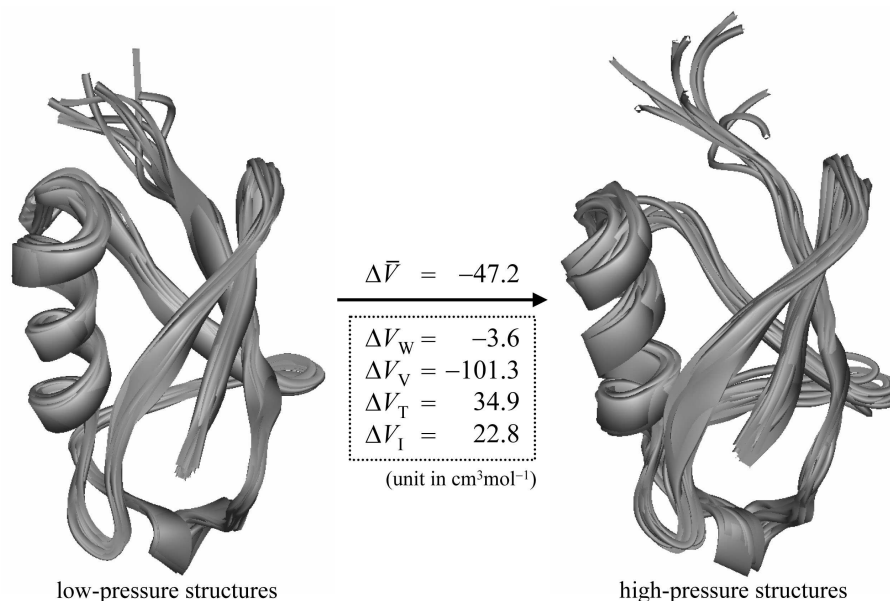 ΔV̄ = −47.2
ΔV_W = −3.6
ΔV_V = −101.3
ΔV_T = 34.9
ΔV_I = 22.8
(unit in cm³mol⁻¹)
low-pressure structures
high-pressure structures